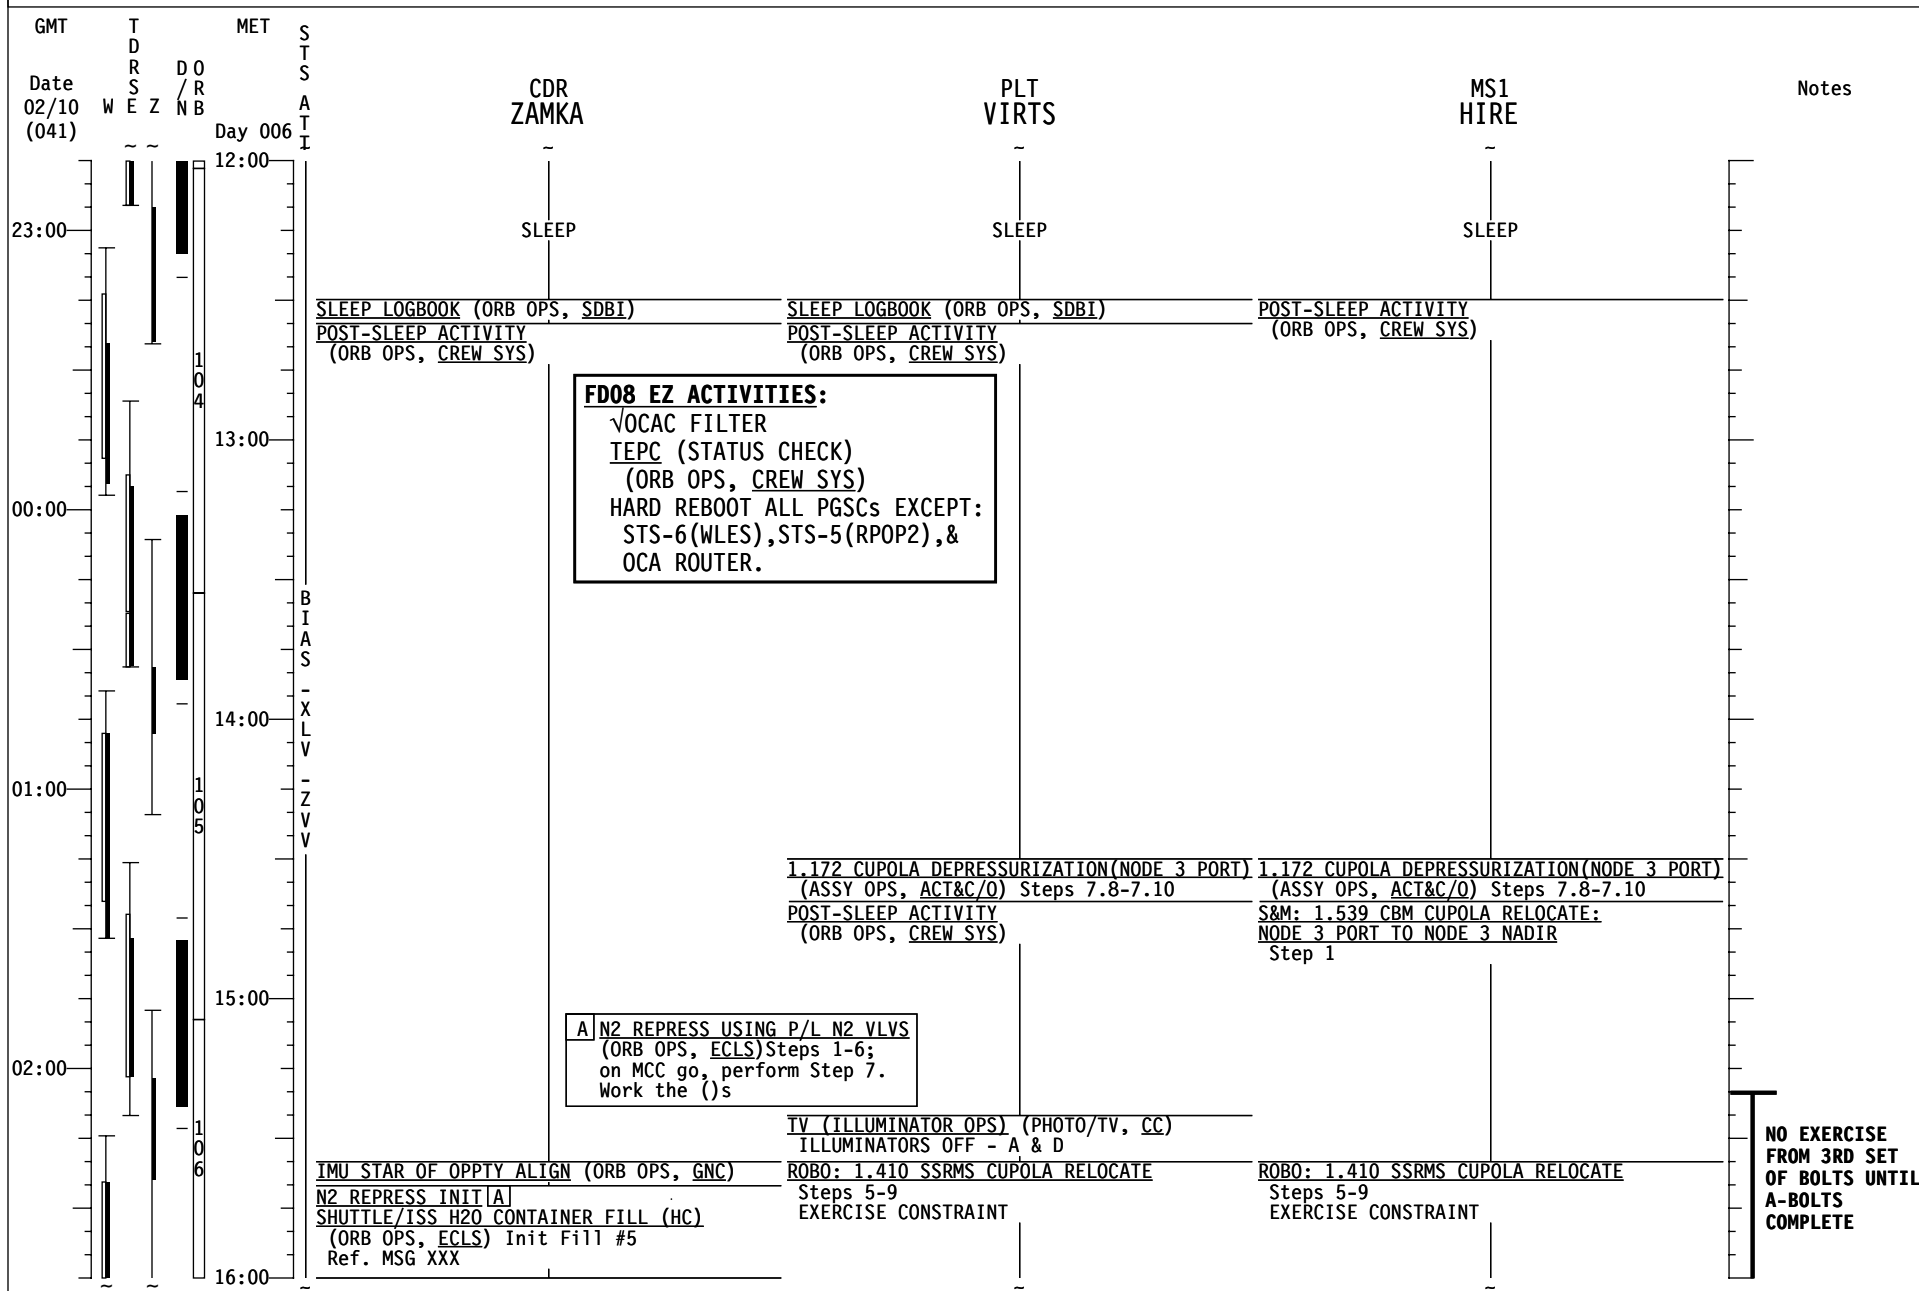 GMT
TDRS
MET
STS ATT
Date
02/10
(041)
W E Z
D/N
ORB
Day 006
CDR
ZAMKA
PLT
VIRTS
MS1
HIRE
Notes
~ ~ ~ ~ ~
12:00
23:00
SLEEP SLEEP SLEEP
SLEEP LOGBOOK (ORB OPS, SDBI)
POST-SLEEP ACTIVITY
(ORB OPS, CREW SYS)
SLEEP LOGBOOK (ORB OPS, SDBI)
POST-SLEEP ACTIVITY
(ORB OPS, CREW SYS)
POST-SLEEP ACTIVITY
(ORB OPS, CREW SYS)
104
FD08 EZ ACTIVITIES:
√OCAC FILTER
TEPC (STATUS CHECK)
(ORB OPS, CREW SYS)
HARD REBOOT ALL PGSCs EXCEPT:
STS-6(WLES),STS-5(RPOP2),&
OCA ROUTER.
13:00
00:00
BIAS -XLV -ZVV
14:00
01:00
105
1.172 CUPOLA DEPRESSURIZATION(NODE 3 PORT)
(ASSY OPS, ACT&C/O) Steps 7.8-7.10
POST-SLEEP ACTIVITY
(ORB OPS, CREW SYS)
1.172 CUPOLA DEPRESSURIZATION(NODE 3 PORT)
(ASSY OPS, ACT&C/O) Steps 7.8-7.10
S&M: 1.539 CBM CUPOLA RELOCATE:
NODE 3 PORT TO NODE 3 NADIR
Step 1
15:00
A N2 REPRESS USING P/L N2 VLVS
(ORB OPS, ECLS)Steps 1-6;
on MCC go, perform Step 7.
Work the ()s
02:00
106
TV (ILLUMINATOR OPS) (PHOTO/TV, CC)
ILLUMINATORS OFF - A & D
IMU STAR OF OPPTY ALIGN (ORB OPS, GNC)
N2 REPRESS INIT A
SHUTTLE/ISS H2O CONTAINER FILL (HC)
(ORB OPS, ECLS) Init Fill #5
Ref. MSG XXX
ROBO: 1.410 SSRMS CUPOLA RELOCATE
Steps 5-9
EXERCISE CONSTRAINT
ROBO: 1.410 SSRMS CUPOLA RELOCATE
Steps 5-9
EXERCISE CONSTRAINT
NO EXERCISE
FROM 3RD SET
OF BOLTS UNTIL
A-BOLTS
COMPLETE
16:00
~ ~ ~ ~ ~